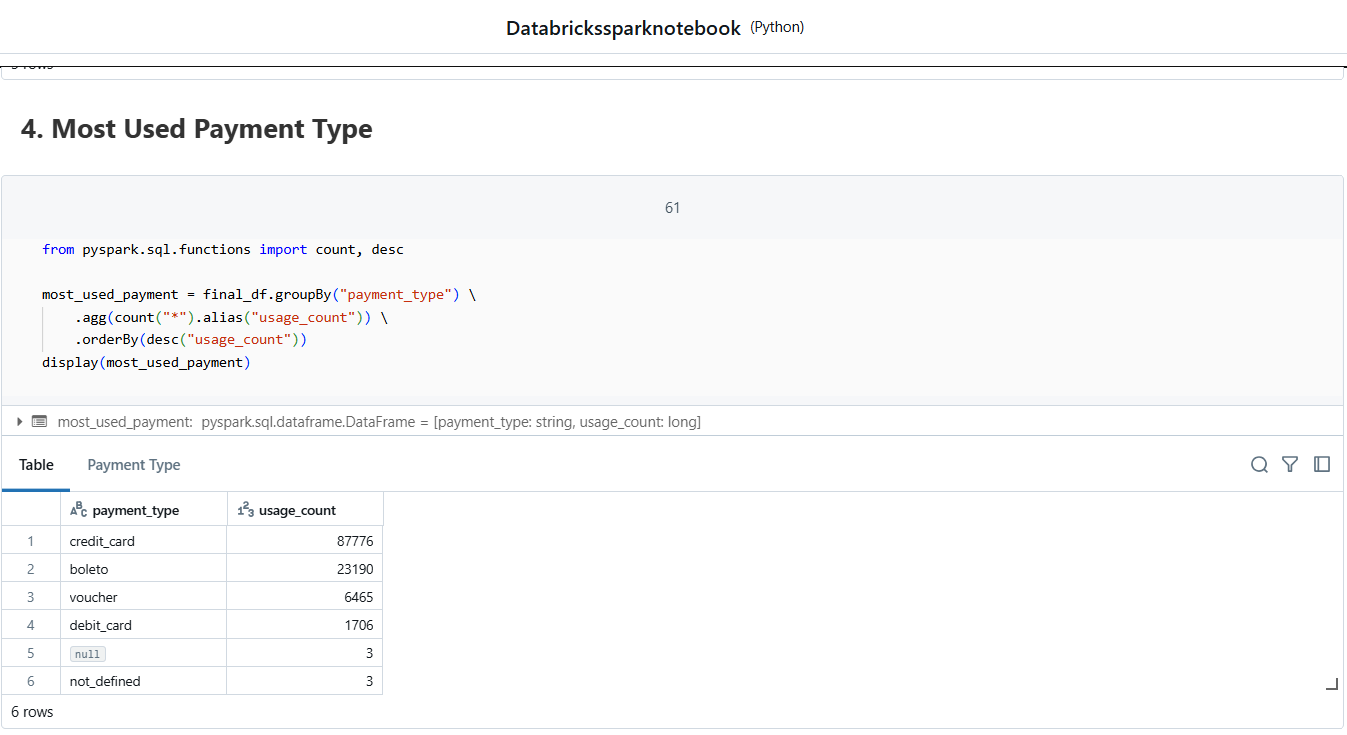 Databrickssparknotebook (Python)
4. Most Used Payment Type
61
from pyspark.sql.functions import count, desc
most_used_payment = final_df.groupBy("payment_type") \
.agg(count("*").alias("usage_count")) \
.orderBy(desc("usage_count"))
display(most_used_payment)
most_used_payment: pyspark.sql.dataframe.DataFrame = [payment_type: string, usage_count: long]
Table Payment Type
ABC payment_type 123 usage_count
1 credit_card 87776
2 boleto 23190
3 voucher 6465
4 debit_card 1706
5 null 3
6 not_defined 3
6 rows